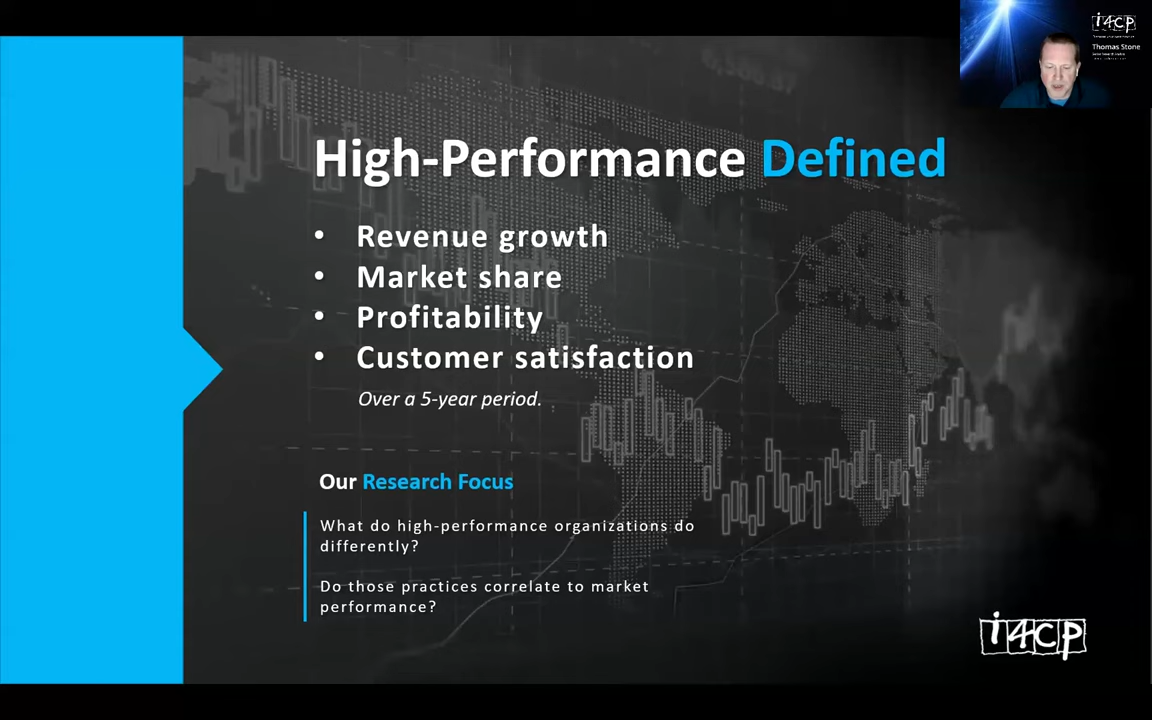 i4cp
Thomas Stone
High-Performance Defined
• Revenue growth
• Market share
• Profitability
• Customer satisfaction
Over a 5-year period.
Our Research Focus
What do high-performance organizations do
differently?
Do those practices correlate to market
performance?
i4cp